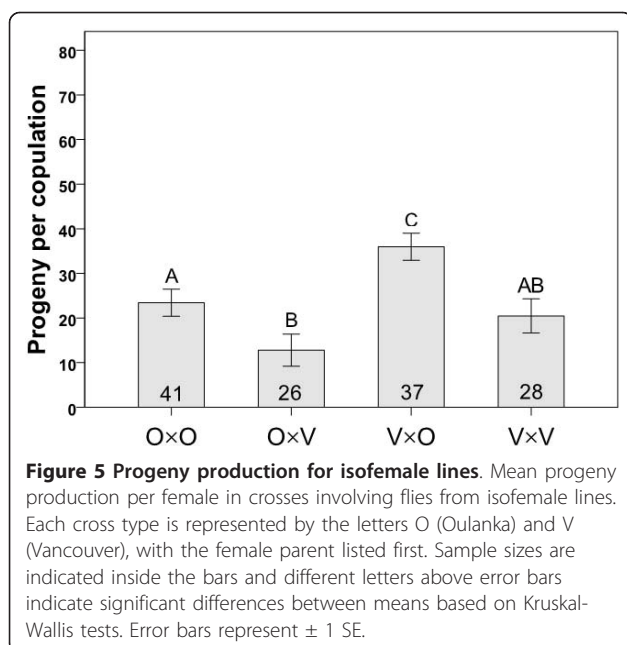 80
70
60
50
40
30
20
10
0
Progeny per copulation
A
B
C
AB
41
26
37
28
O×O
O×V
V×O
V×V
Figure 5 Progeny production for isofemale lines. Mean progeny
production per female in crosses involving flies from isofemale lines.
Each cross type is represented by the letters O (Oulanka) and V
(Vancouver), with the female parent listed first. Sample sizes are
indicated inside the bars and different letters above error bars
indicate significant differences between means based on Kruskal-
Wallis tests. Error bars represent ± 1 SE.